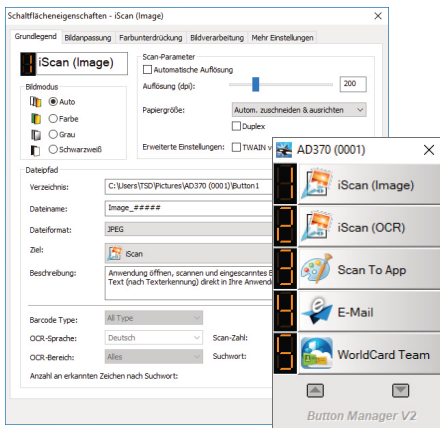 Schaltflächeneigenschaften - iScan (Image)
Grundlegend Bildanpassung Farbunterdrückung Bildverarbeitung Mehr Einstellungen
1 iScan (Image)
Bildmodus
Auto
Farbe
Grau
Schwarzweiß
Scan-Parameter
Automatische Auflösung
Auflösung (dpi): 200
Papiergröße: Autom. zuschneiden & ausrichten
Duplex
Erweiterte Einstellungen: TWAIN v
Dateipfad
Verzeichnis: C:\Users\TSD\Pictures\AD370 (0001)\Button1
Dateiname: Image_#####
Dateiformat: JPEG
Ziel: iScan
Beschreibung: Anwendung öffnen, scannen und eingescanntes B
Text (nach Texterkennung) direkt in Ihre Anwend
Barcode Type: All Type
OCR-Sprache: Deutsch Scan-Zahl:
OCR-Bereich: Alles Suchwort:
Anzahl an erkannten Zeichen nach Suchwort:
AD370 (0001)
1 iScan (Image)
2 iScan (OCR)
3 Scan To App
4 E-Mail
5 WorldCard Team
Button Manager V2